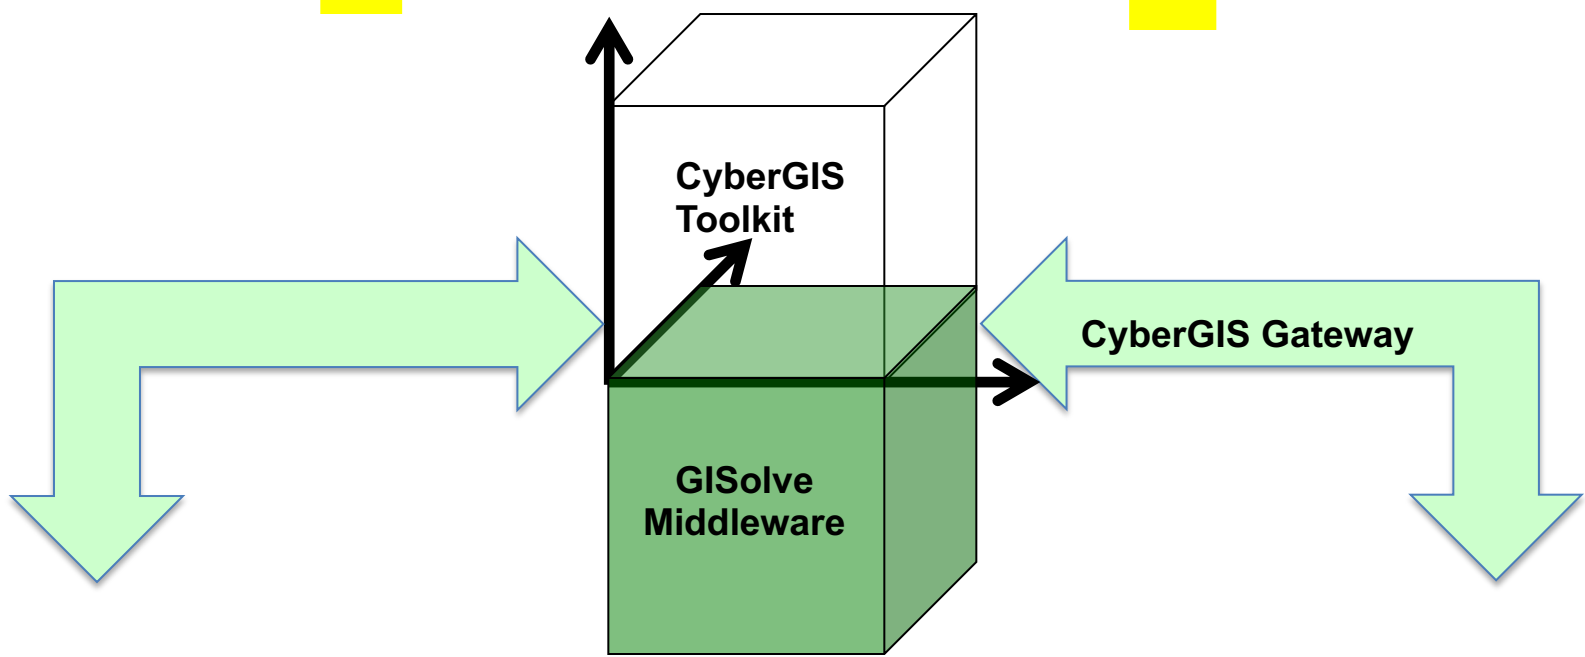 CyberGIS
Toolkit
CyberGIS Gateway
GISolve
Middleware